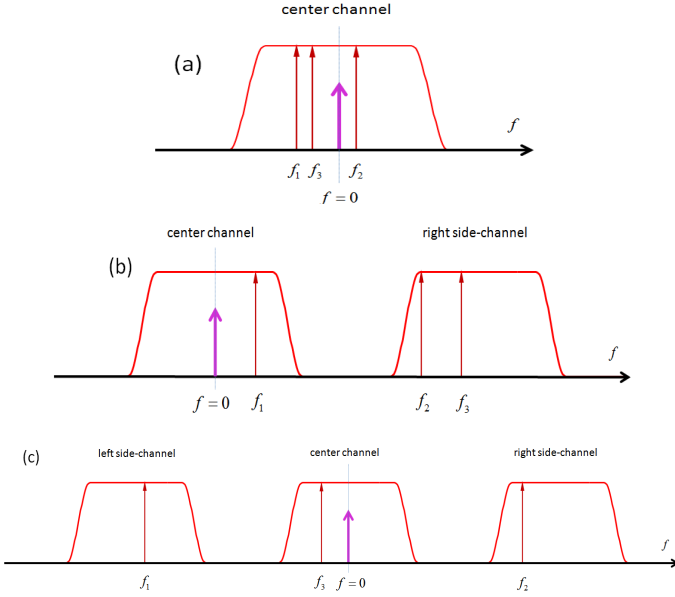 center channel
(a)
f
f₁ f₃ f₂
f = 0
center channel right side-channel
(b)
f
f = 0 f₁ f₂ f₃
(c) left side-channel center channel right side-channel
f
f₁ f₃ f = 0 f₂